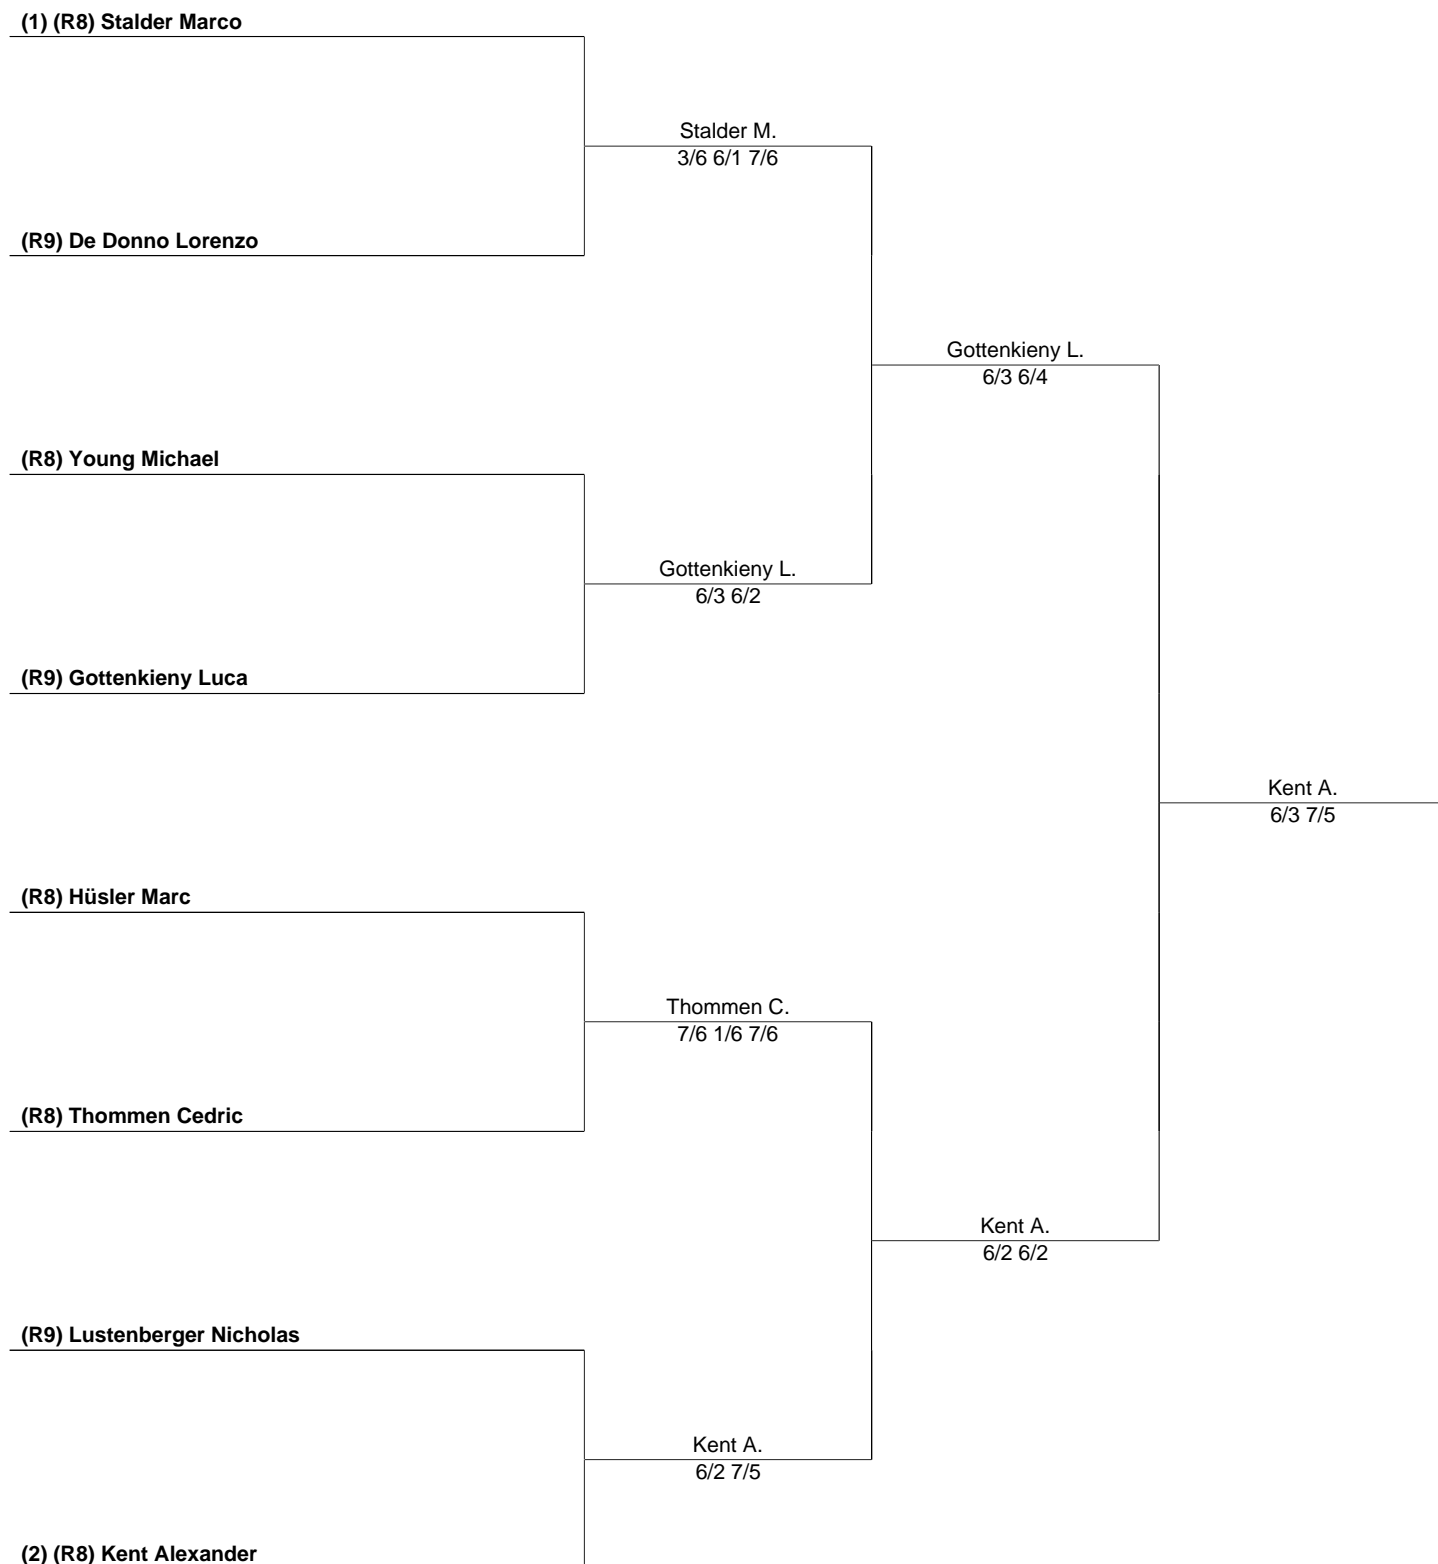 (1) (R8) Stalder Marco
Stalder M.
3/6 6/1 7/6
(R9) De Donno Lorenzo
Gottenkieny L.
6/3 6/4
(R8) Young Michael
Gottenkieny L.
6/3 6/2
(R9) Gottenkieny Luca
Kent A.
6/3 7/5
(R8) Hüsler Marc
Thommen C.
7/6 1/6 7/6
(R8) Thommen Cedric
Kent A.
6/2 6/2
(R9) Lustenberger Nicholas
Kent A.
6/2 7/5
(2) (R8) Kent Alexander